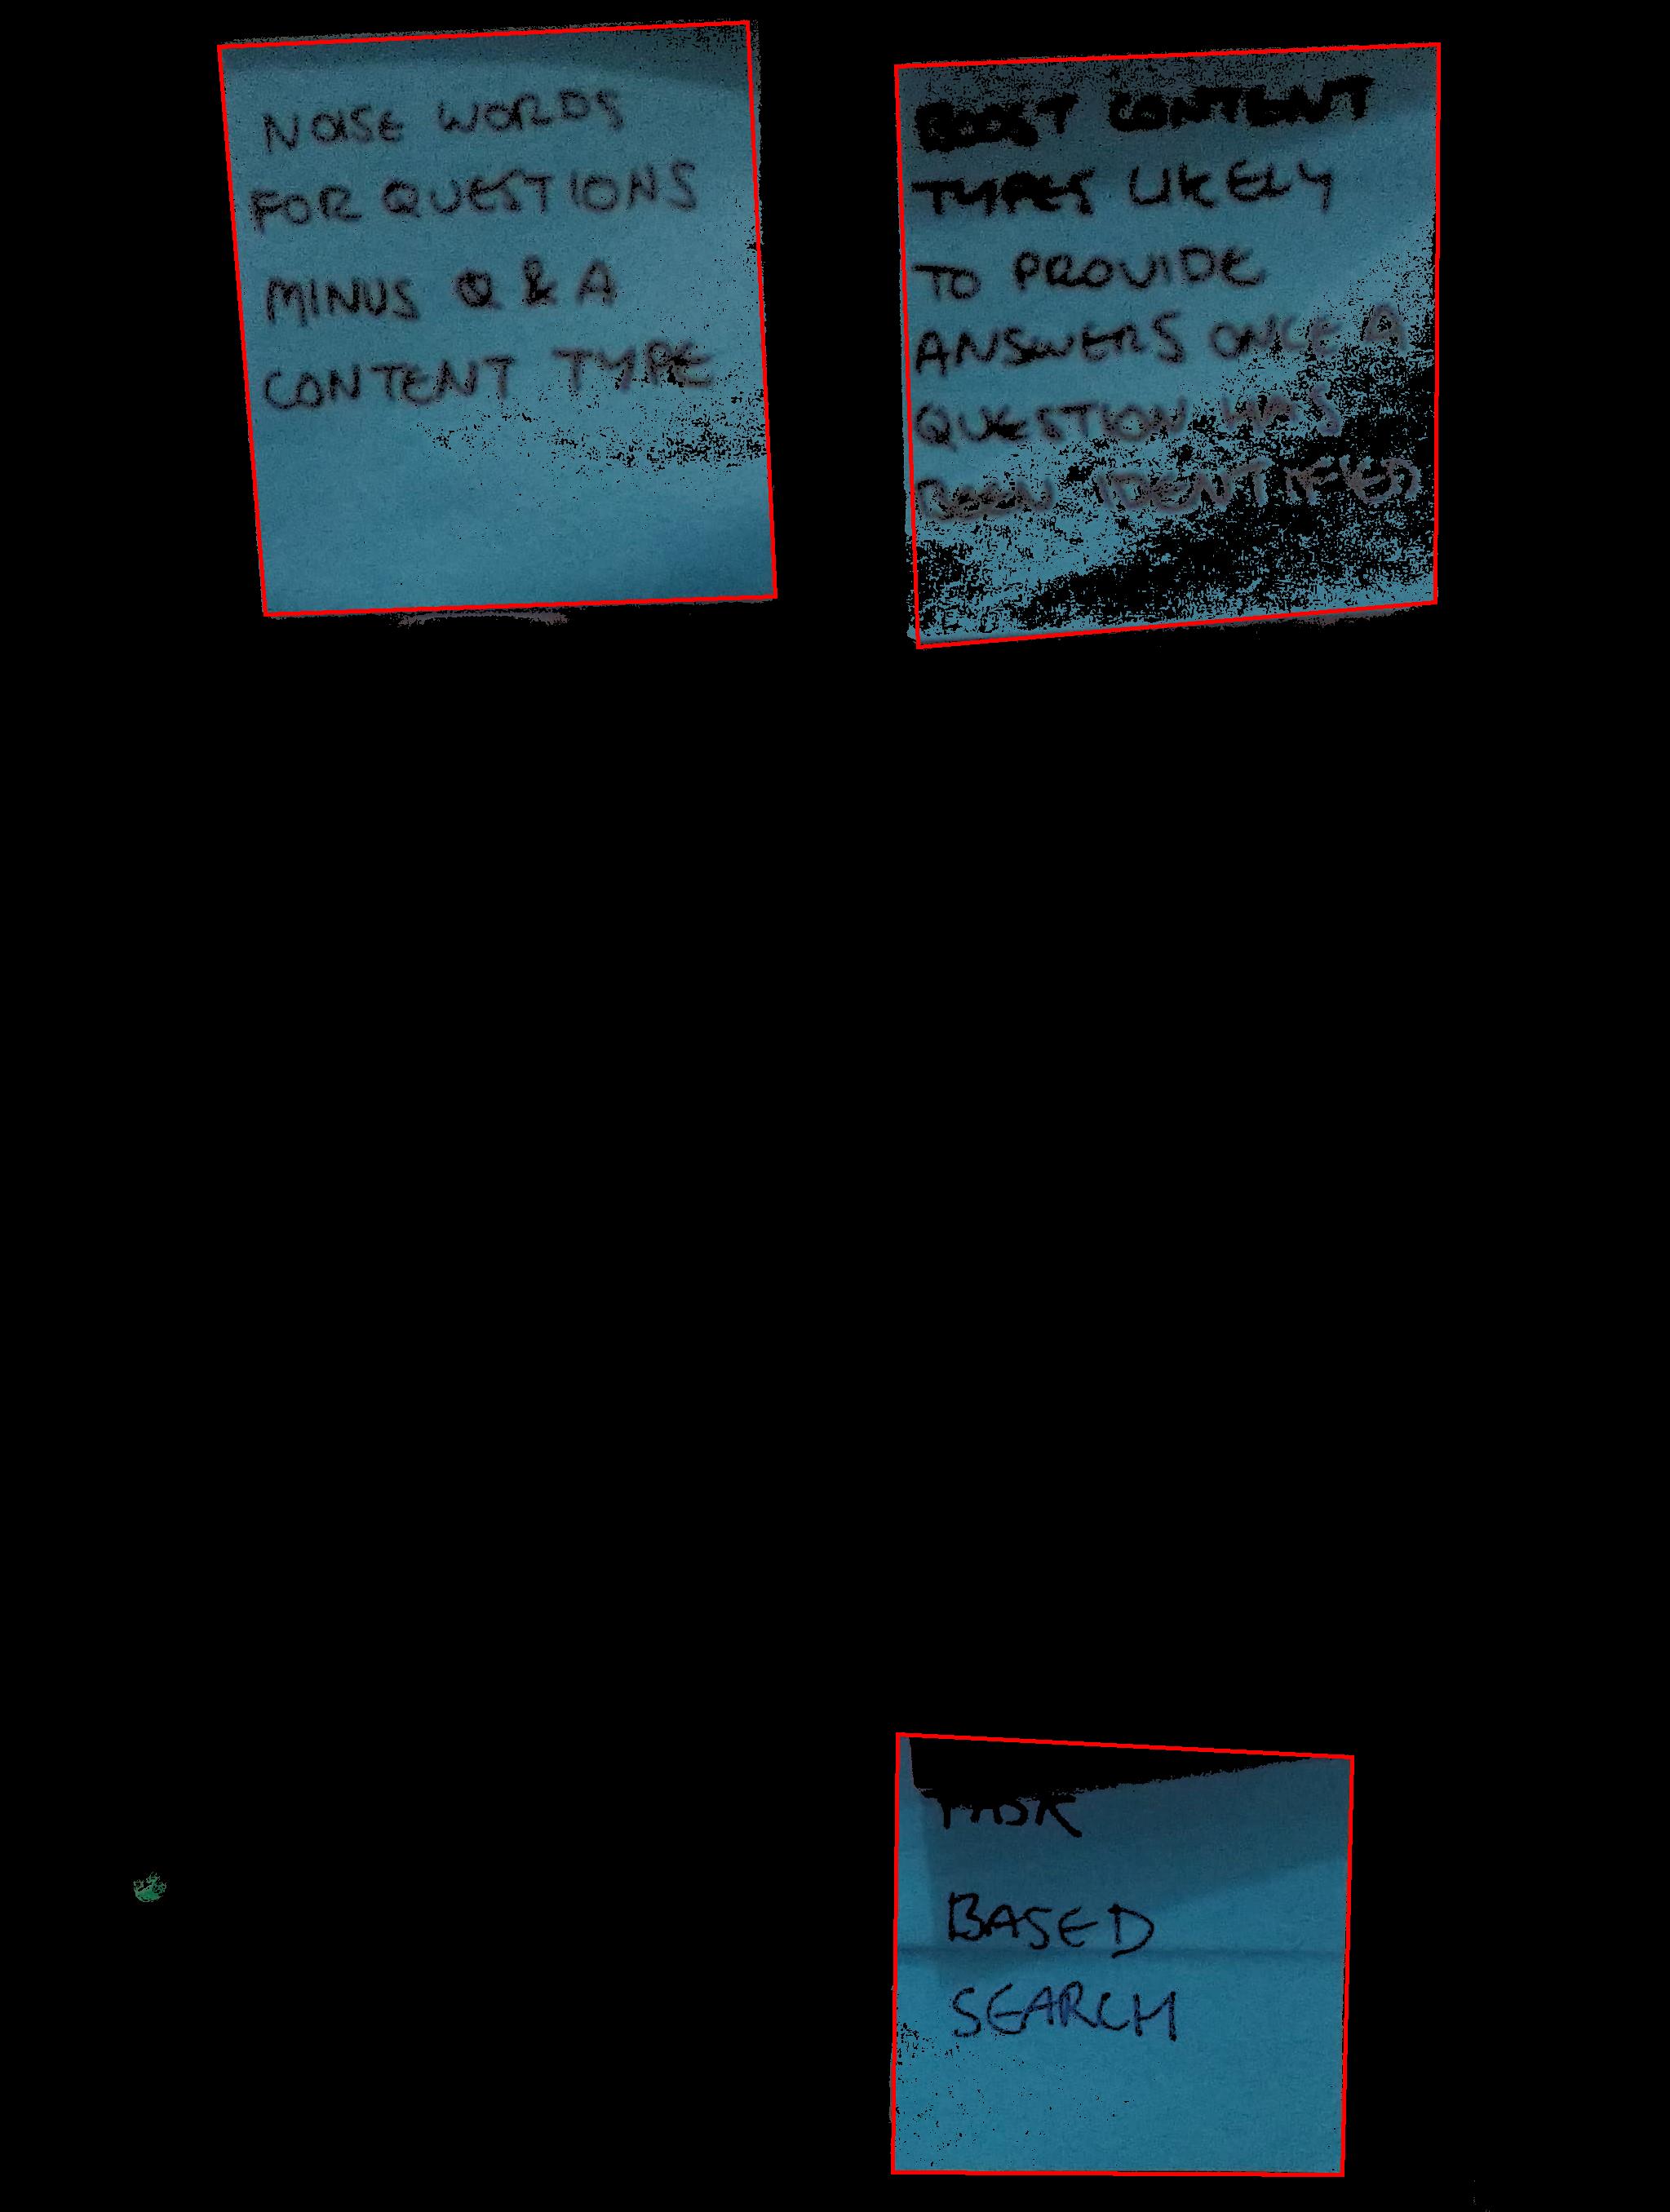 NOISE WORDS
FOR QUESTIONS
MINUS Q & A
CONTENT TYPE
BOOST CONTENT
TYPES LIKELY
TO PROVIDE
ANSWERS ONCE A
QUESTION HAS
BEEN IDENTIFIED
TASK
BASED
SEARCH